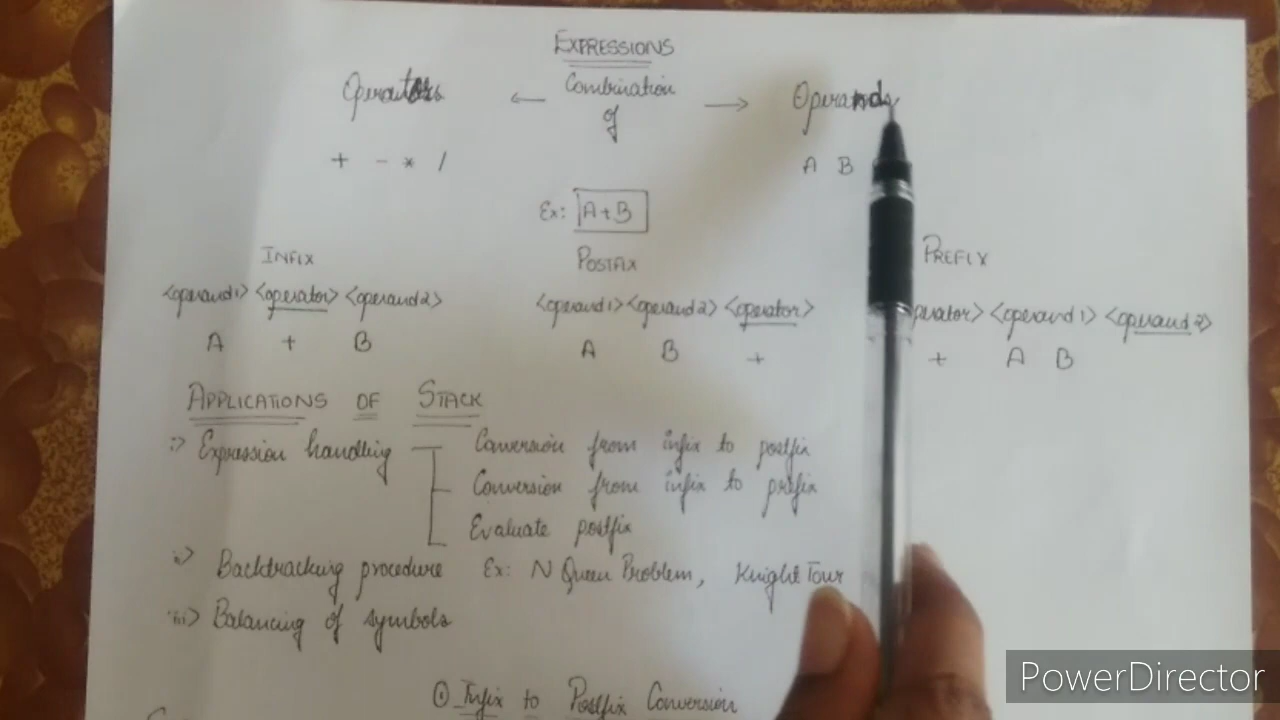 EXPRESSIONS
Operators ← Combination of → Operands
+ - * /
A B
Ex: A+B
INFIX
<operand1> <operator> <operand2>
A + B
POSTFIX
<operand1> <operand2> <operator>
A B +
PREFIX
perator> <operand1> <operand2>
+ A B
APPLICATIONS OF STACK
i> Expression handling
Conversion from infix to postfix
Conversion from infix to prefix
Evaluate postfix
ii> Backtracking procedure Ex: N Queen Problem, Knight Tour
iii> Balancing of symbols
① Infix to Postfix Conversion
PowerDirector